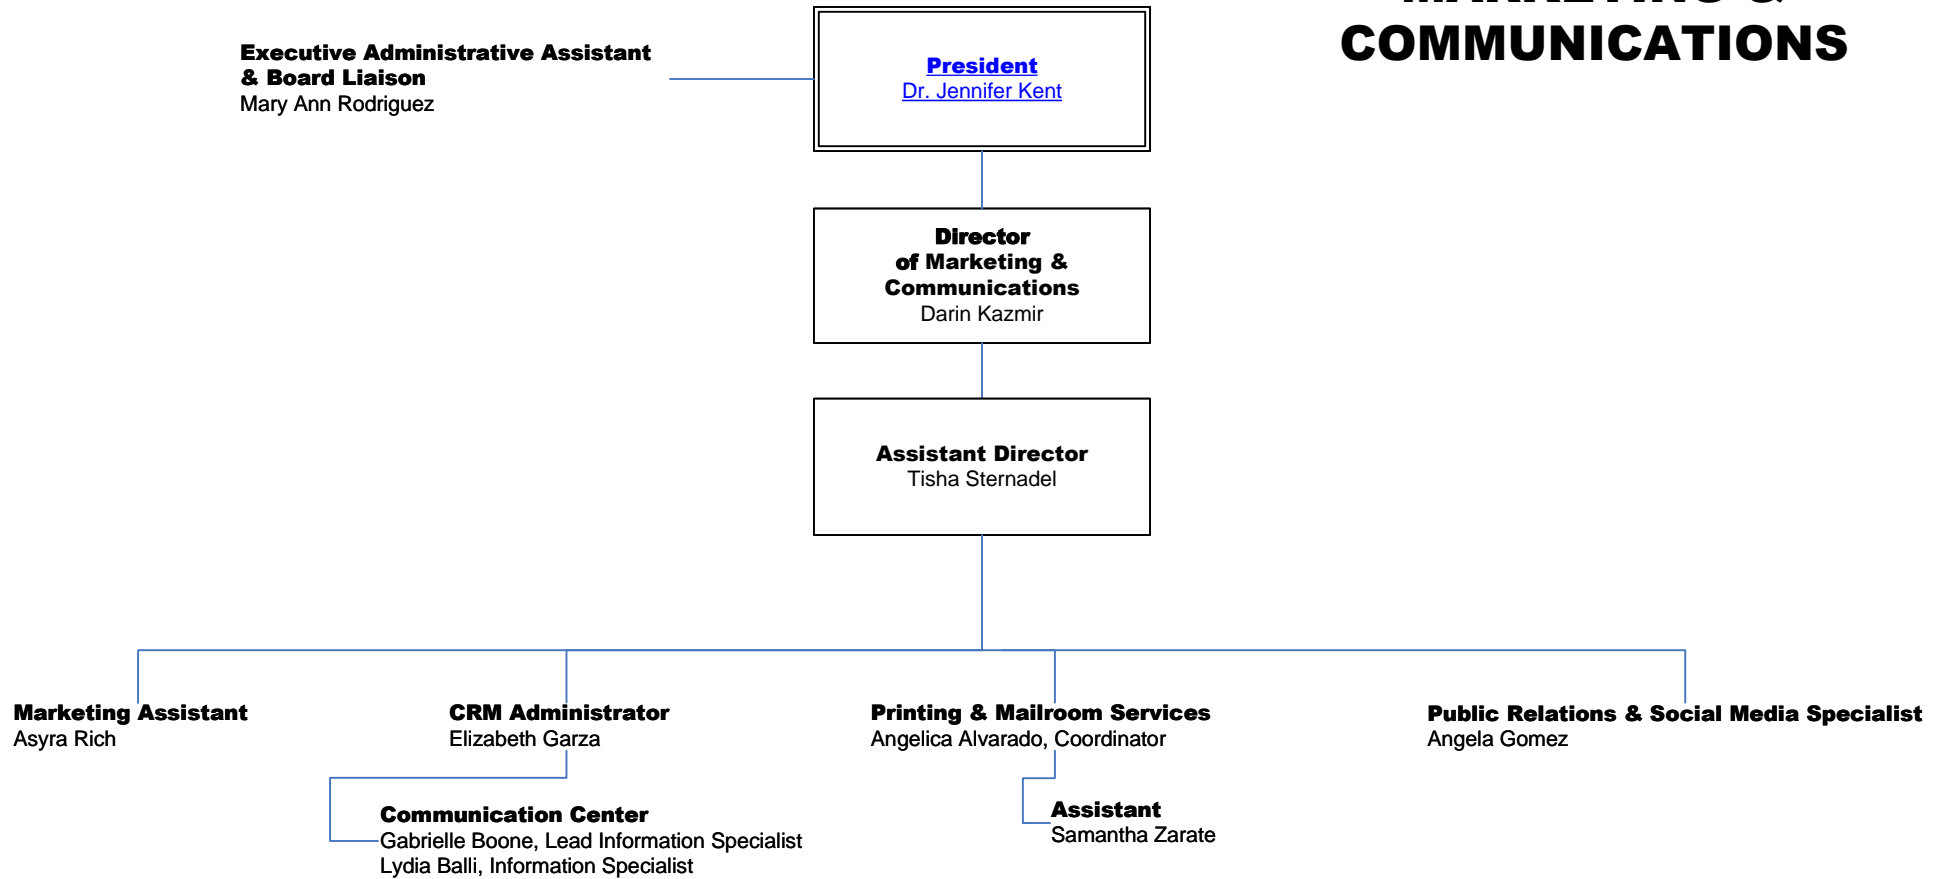 MARKETING &
COMMUNICATIONS
Executive Administrative Assistant
& Board Liaison
Mary Ann Rodriguez
President
Dr. Jennifer Kent
Director
of Marketing &
Communications
Darin Kazmir
Assistant Director
Tisha Sternadel
Marketing Assistant
Asyra Rich
CRM Administrator
Elizabeth Garza
Printing & Mailroom Services
Angelica Alvarado, Coordinator
Public Relations & Social Media Specialist
Angela Gomez
Communication Center
Gabrielle Boone, Lead Information Specialist
Lydia Balli, Information Specialist
Assistant
Samantha Zarate